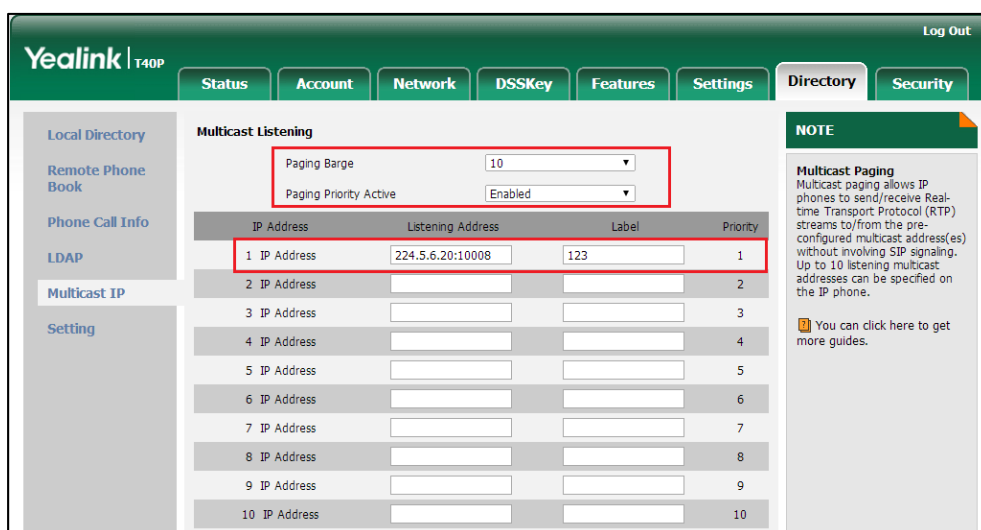 Log Out
Yealink | T40P
Status Account Network DSSKey Features Settings Directory Security
Local Directory
Remote Phone
Book
Phone Call Info
LDAP
Multicast IP
Setting
Multicast Listening
Paging Barge 10
Paging Priority Active Enabled
IP Address Listening Address Label Priority
1 IP Address 224.5.6.20:10008 123 1
2 IP Address 2
3 IP Address 3
4 IP Address 4
5 IP Address 5
6 IP Address 6
7 IP Address 7
8 IP Address 8
9 IP Address 9
10 IP Address 10
NOTE
Multicast Paging
Multicast paging allows IP
phones to send/receive Real-
time Transport Protocol (RTP)
streams to/from the pre-
configured multicast address(es)
without involving SIP signaling.
Up to 10 listening multicast
addresses can be specified on
the IP phone.
? You can click here to get
more guides.